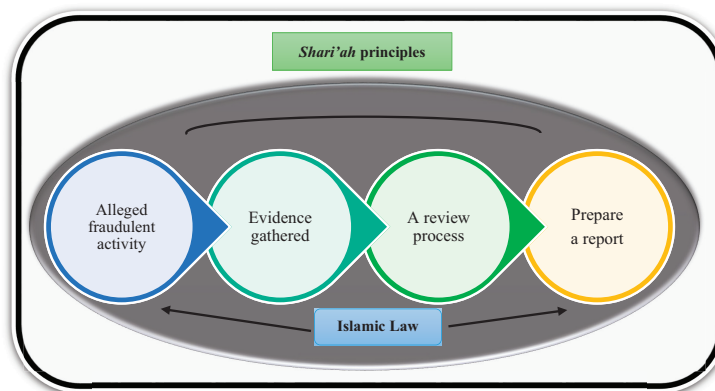 Shari'ah principles
Alleged
fraudulent
activity
Evidence
gathered
A review
process
Prepare
a report
Islamic Law